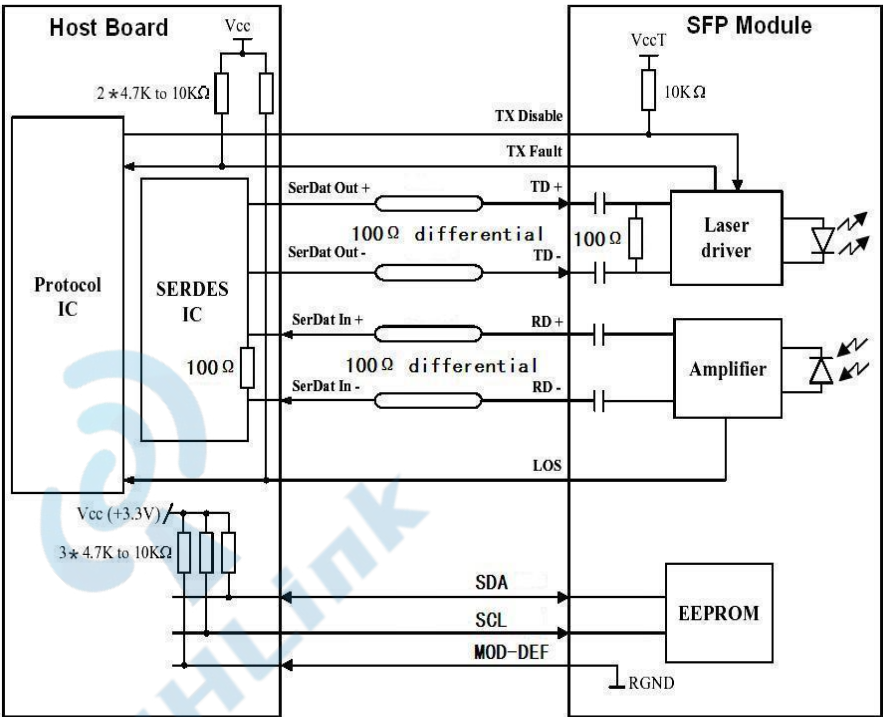 Host Board
SFP Module
Vcc
VccT
2*4.7K to 10KΩ
10KΩ
TX Disable
TX Fault
SerDat Out +
TD +
100Ω differential
100Ω
Laser
driver
SerDat Out -
TD -
Protocol
IC
SERDES
IC
SerDat In +
RD +
100Ω
100Ω differential
Amplifier
SerDat In -
RD -
LOS
Vcc (+3.3V)
3* 4.7K to 10KΩ
SDA
SCL
EEPROM
MOD-DEF
RGND